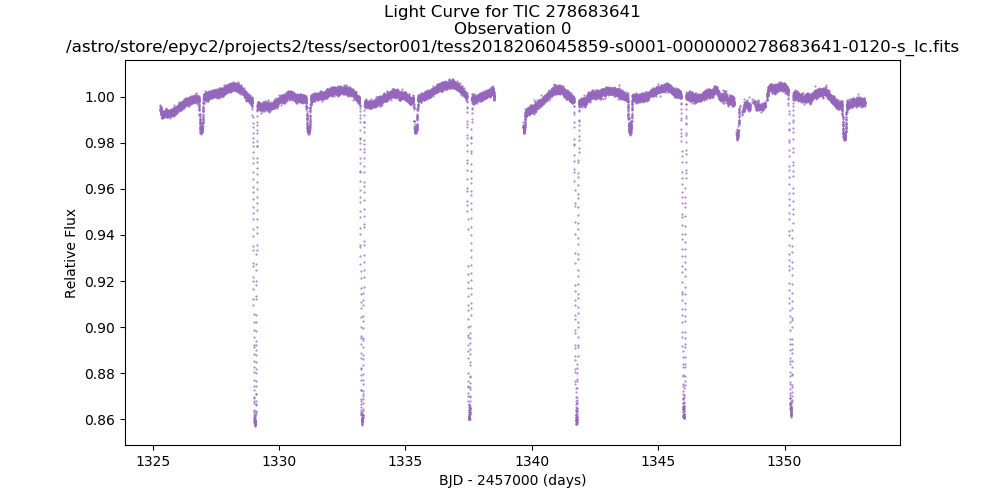 Light Curve for TIC 278683641
Observation 0
/astro/store/epyc2/projects2/tess/sector001/tess2018206045859-s0001-0000000278683641-0120-s_lc.fits
1.00
0.98
0.96
0.94
0.92
0.90
0.88
0.86
Relative Flux
1325 1330 1335 1340 1345 1350
BJD - 2457000 (days)